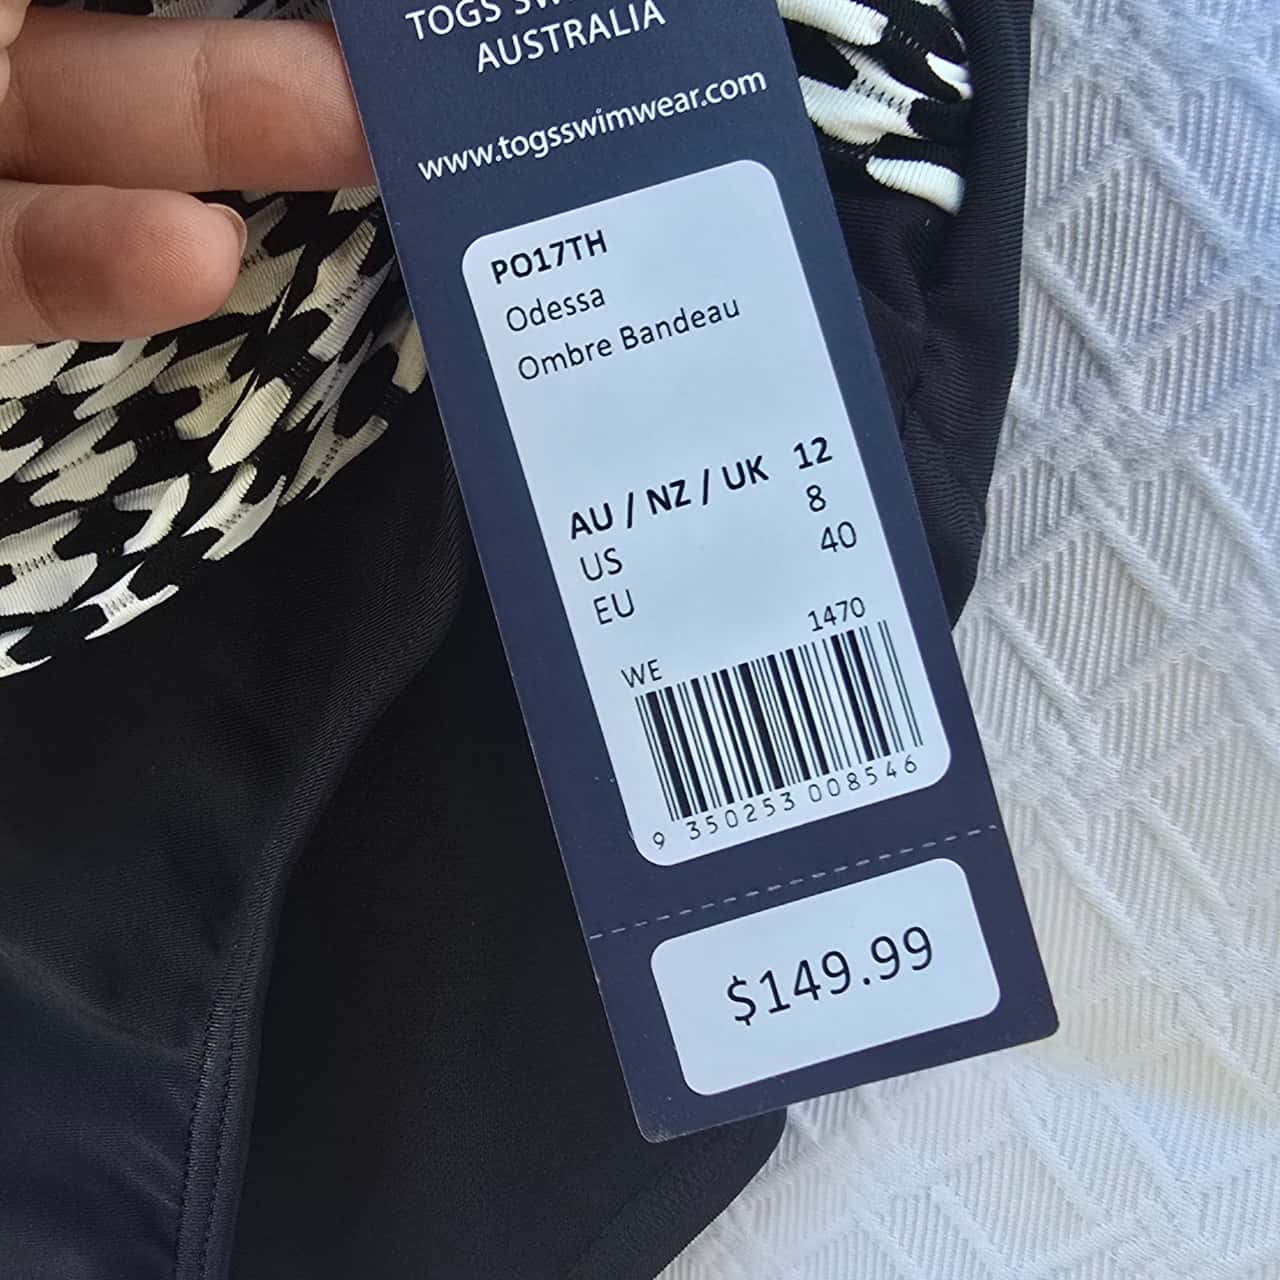 TOGS SW
AUSTRALIA
www.togsswimwear.com
PO17TH
Odessa
Ombre Bandeau
AU / NZ / UK 12
US 8
EU 40
WE 1470
9 350253 008546
$149.99